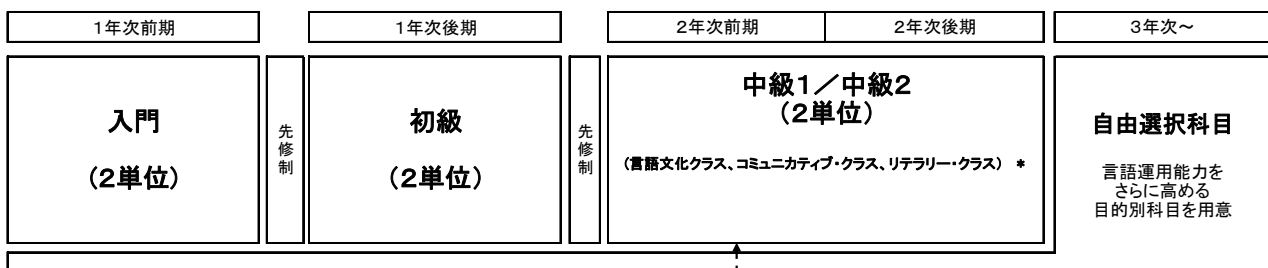 1年次前期
1年次後期
2年次前期
2年次後期
3年次～
入門
(2単位)
先修制
初級
(2単位)
先修制
中級1／中級2
(2単位)
(言語文化クラス、コミュニカティブ・クラス、リテラリー・クラス) *
自由選択科目
言語運用能力を
さらに高める
目的別科目を用意